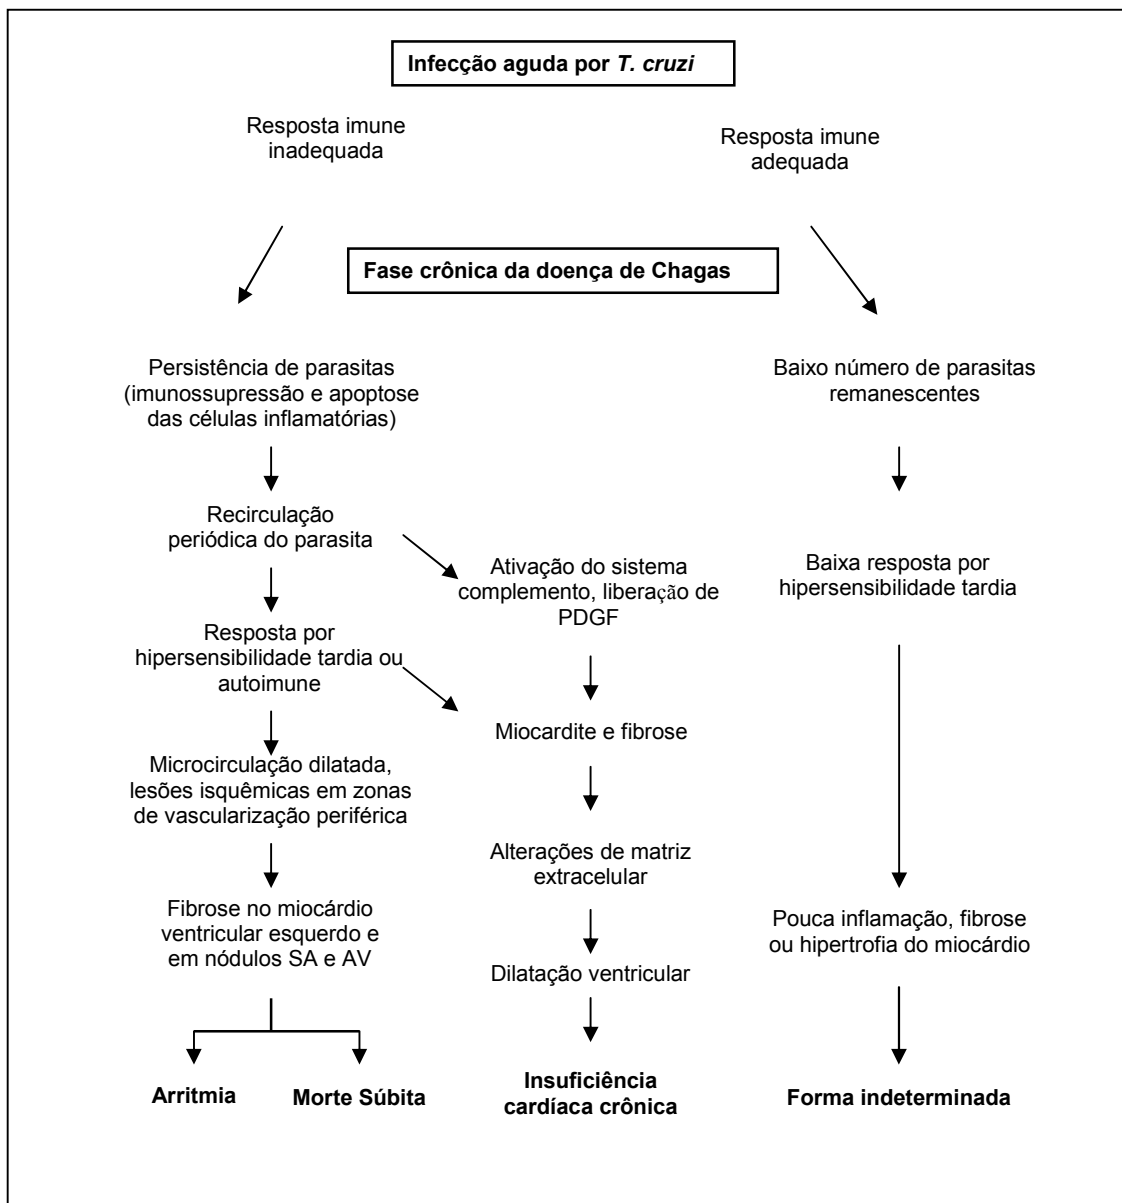 Infecção aguda por T. cruzi
Resposta imune
inadequada
Resposta imune
adequada
Fase crônica da doença de Chagas
Persistência de parasitas
(imunossupressão e apoptose
das células inflamatórias)
Recirculação
periódica do parasita
Resposta por
hipersensibilidade tardia ou
autoimune
Microcirculação dilatada,
lesões isquêmicas em zonas
de vascularização periférica
Fibrose no miocárdio
ventricular esquerdo e
em nódulos SA e AV
Arritmia
Morte Súbita
Ativação do sistema
complemento, liberação de
PDGF
Miocardite e fibrose
Alterações de matriz
extracelular
Dilatação ventricular
Insuficiência
cardíaca crônica
Baixo número de parasitas
remanescentes
Baixa resposta por
hipersensibilidade tardia
Pouca inflamação, fibrose
ou hipertrofia do miocárdio
Forma indeterminada